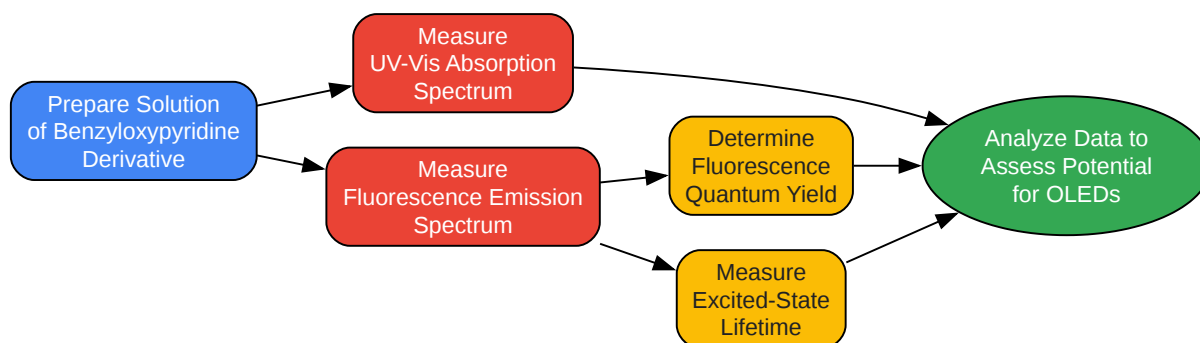 Prepare Solution
of Benzyloxypyridine
Derivative
Measure
UV-Vis Absorption
Spectrum
Measure
Fluorescence Emission
Spectrum
Determine
Fluorescence
Quantum Yield
Measure
Excited-State
Lifetime
Analyze Data to
Assess Potential
for OLEDs